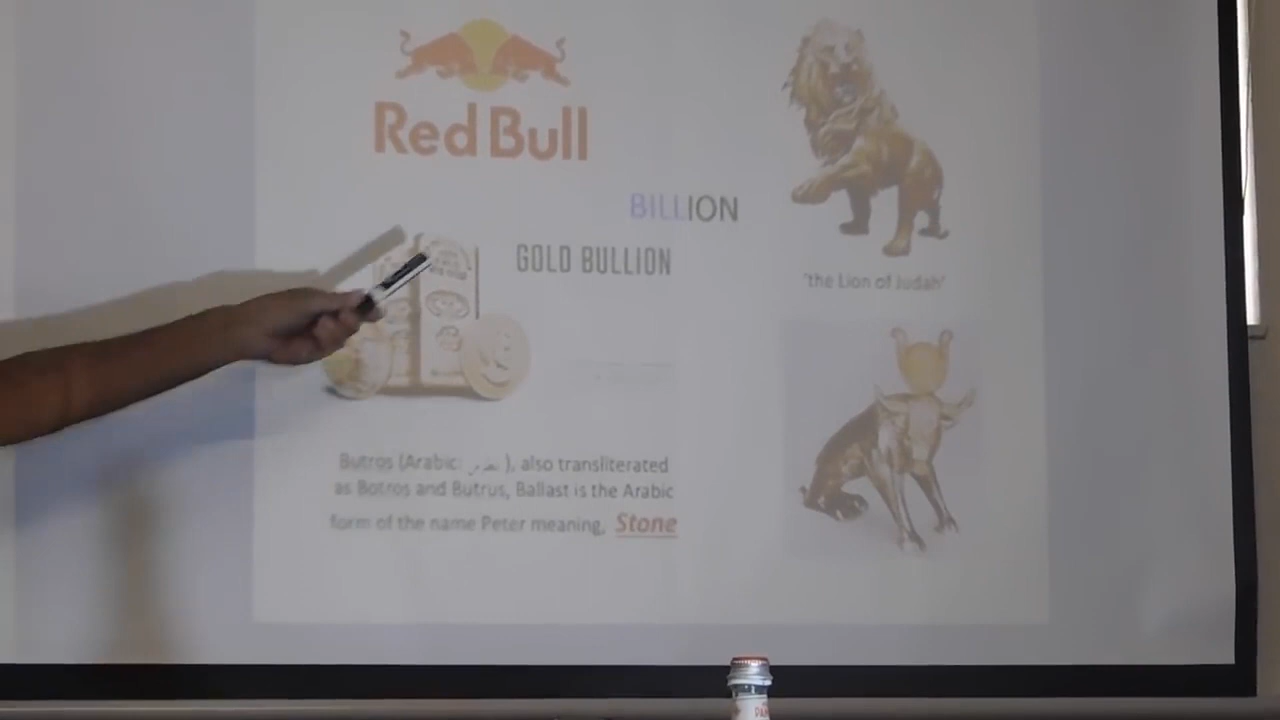 Red Bull
BILLION
GOLD BULLION
'the Lion of Judah'
Butros (Arabic: ), also transliterated
as Botros and Butrus, Ballast is the Arabic
form of the name Peter meaning, Stone